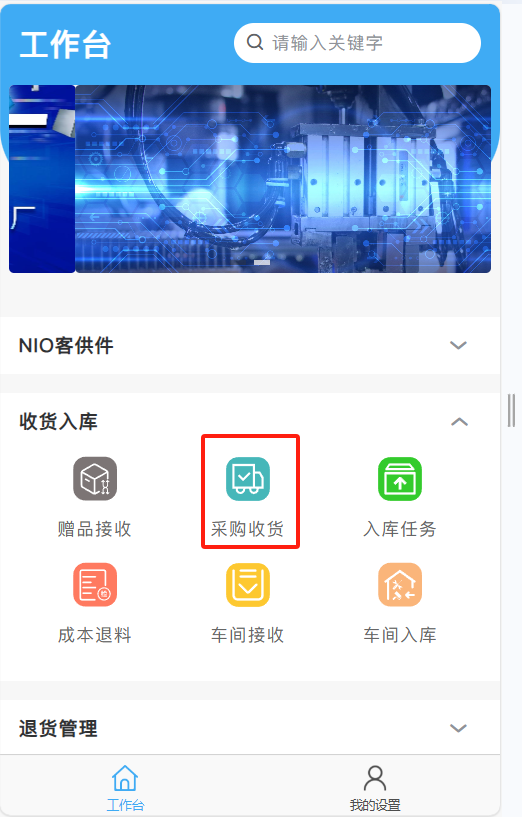 工作台
请输入关键字
厂
NIO客供件
收货入库
赠品接收
采购收货
入库任务
成本退料
车间接收
车间入库
退货管理
工作台
我的设置